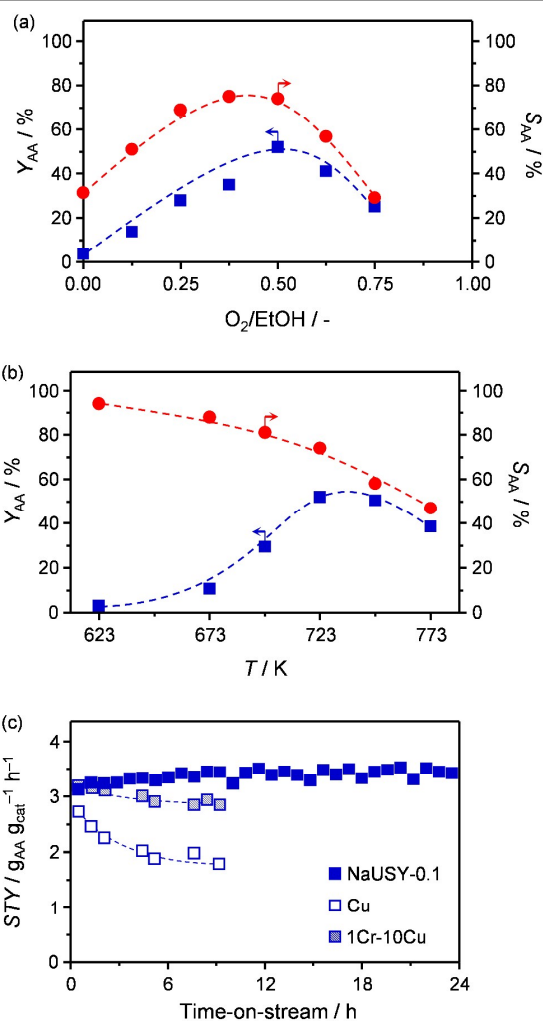 (a)
100
80
60
40
20
0
Y_AA / %
100
80
60
40
20
0
S_AA / %
0.00 0.25 0.50 0.75 1.00
O₂/EtOH / -
(b)
100
80
60
40
20
0
Y_AA / %
100
80
60
40
20
0
S_AA / %
623 673 723 773
T / K
(c)
4
3
2
1
0
STY / g_AA g_cat⁻¹ h⁻¹
NaUSY-0.1
Cu
1Cr-10Cu
0 6 12 18 24
Time-on-stream / h